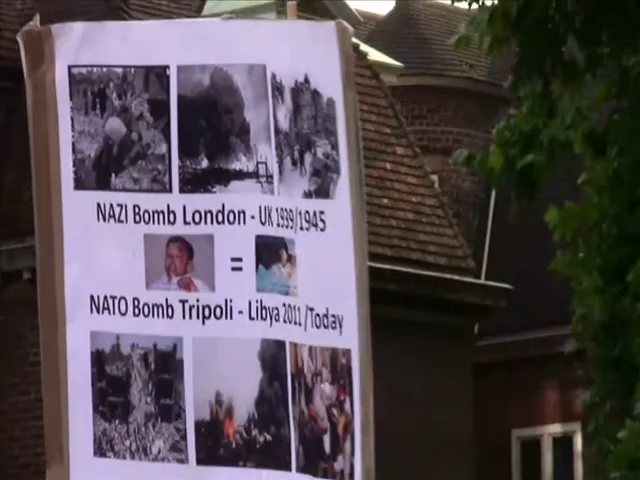 NAZI Bomb London - UK 1939/1945
=
NATO Bomb Tripoli - Libya 2011/Today